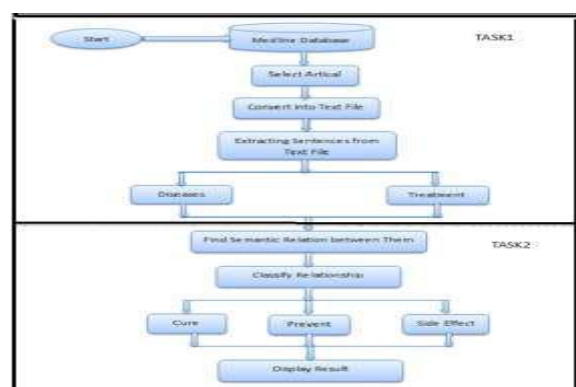 Start
Medline Database
TASK1
Select Artical
Convert into Text File
Extracting Sentences from
Text File
Diseases
Treatment
Find Semantic Relation between Them
TASK2
Classify Relationship
Cure
Prevent
Side Effect
Display Result